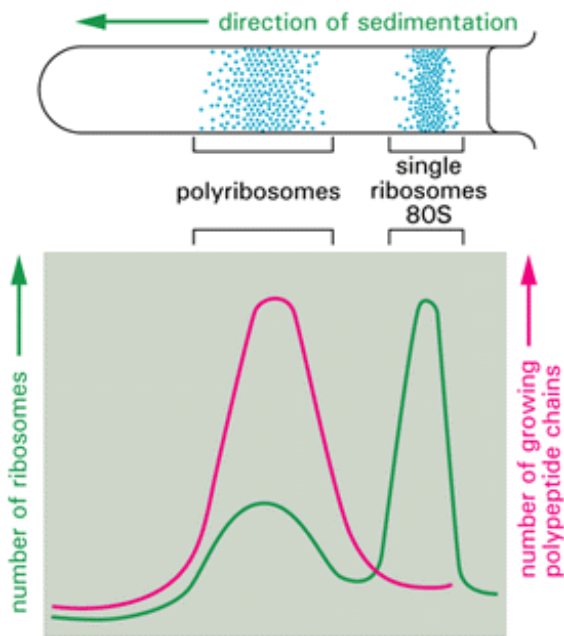 direction of sedimentation
polyribosomes
single
ribosomes
80S
number of ribosomes
number of growing
polypeptide chains